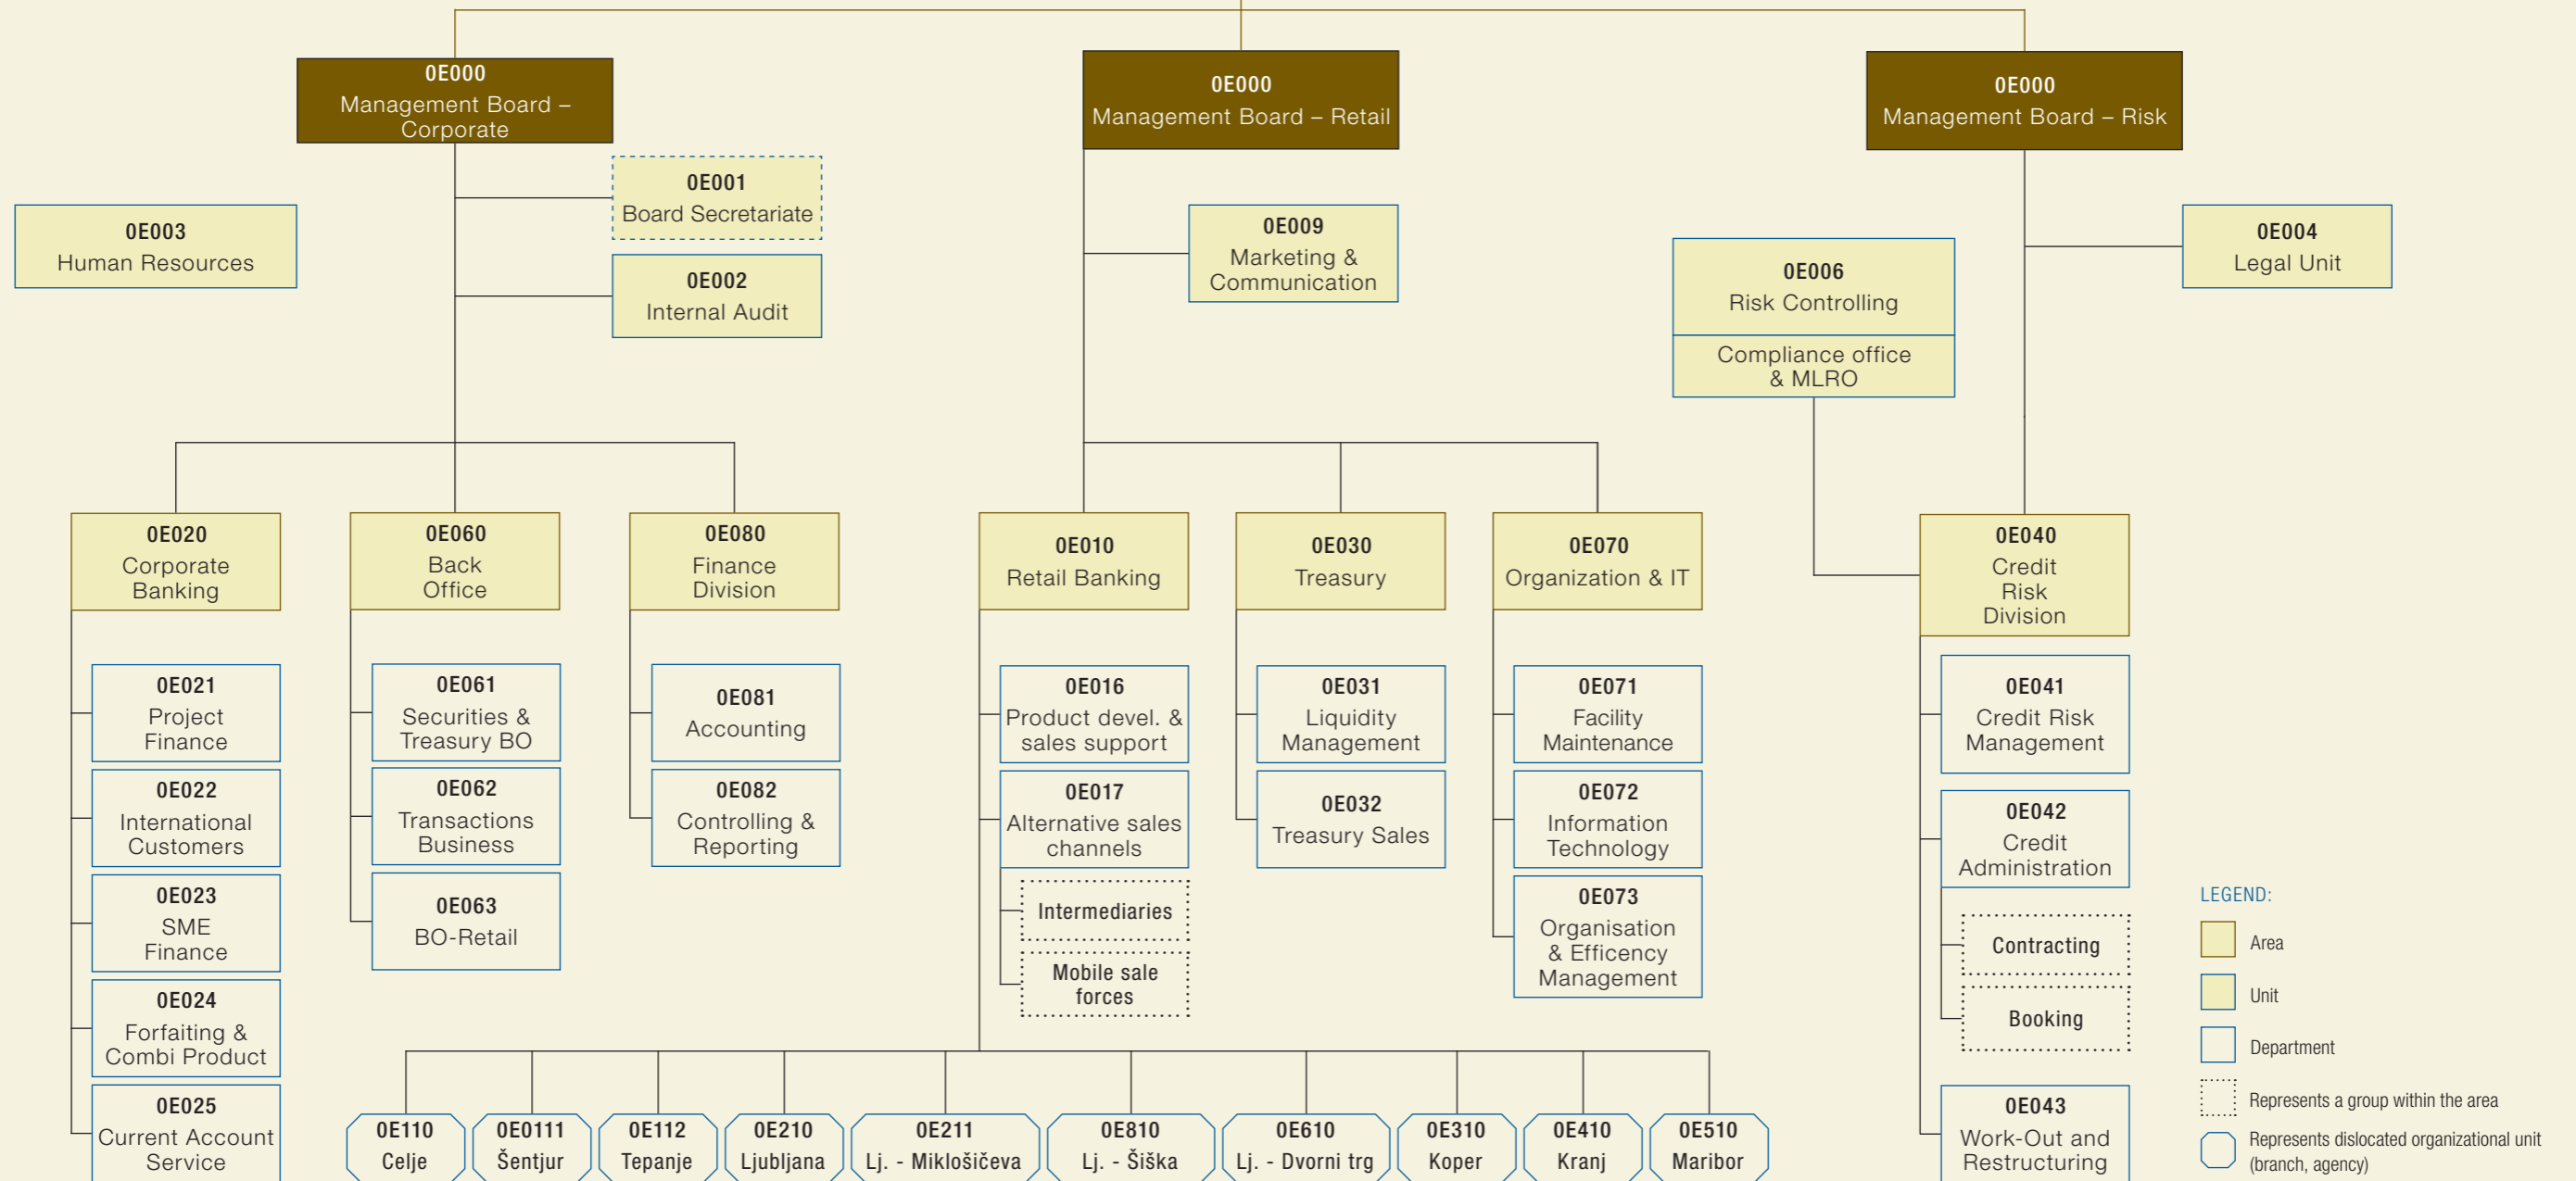 0E000
Management Board –
Corporate
0E000
Management Board – Retail
0E000
Management Board – Risk
0E001
Board Secretariate
0E003
Human Resources
0E002
Internal Audit
0E009
Marketing &
Communication
0E006
Risk Controlling
Compliance office
& MLRO
0E004
Legal Unit
0E020
Corporate
Banking
0E060
Back
Office
0E080
Finance
Division
0E010
Retail Banking
0E030
Treasury
0E070
Organization & IT
0E040
Credit
Risk
Division
0E021
Project
Finance
0E022
International
Customers
0E023
SME
Finance
0E024
Forfaiting &
Combi Product
0E025
Current Account
Service
0E061
Securities &
Treasury BO
0E062
Transactions
Business
0E063
BO-Retail
0E081
Accounting
0E082
Controlling &
Reporting
0E016
Product devel. &
sales support
0E017
Alternative sales
channels
Intermediaries
Mobile sale
forces
0E031
Liquidity
Management
0E032
Treasury Sales
0E071
Facility
Maintenance
0E072
Information
Technology
0E073
Organisation
& Efficency
Management
0E041
Credit Risk
Management
0E042
Credit
Administration
Contracting
Booking
0E043
Work-Out and
Restructuring
0E110
Celje
0E0111
Šentjur
0E112
Tepanje
0E210
Ljubljana
0E211
Lj. - Miklošičeva
0E810
Lj. - Šiška
0E610
Lj. - Dvorni trg
0E310
Koper
0E410
Kranj
0E510
Maribor
LEGEND:
Area
Unit
Department
Represents a group within the area
Represents dislocated organizational unit
(branch, agency)